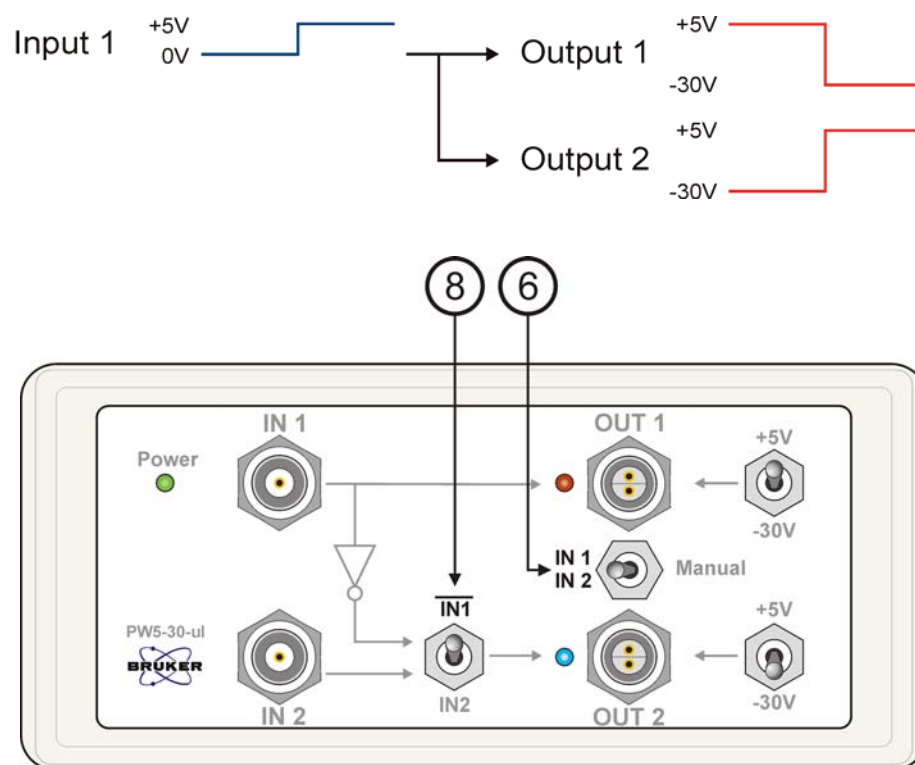 Input 1
+5V
0V
Output 1
+5V
-30V
Output 2
+5V
-30V
8
6
IN 1
OUT 1
+5V
Power
-30V
IN 1
IN 2
Manual
IN1
+5V
PW5-30-ul
BRUKER
IN 2
IN2
OUT 2
-30V